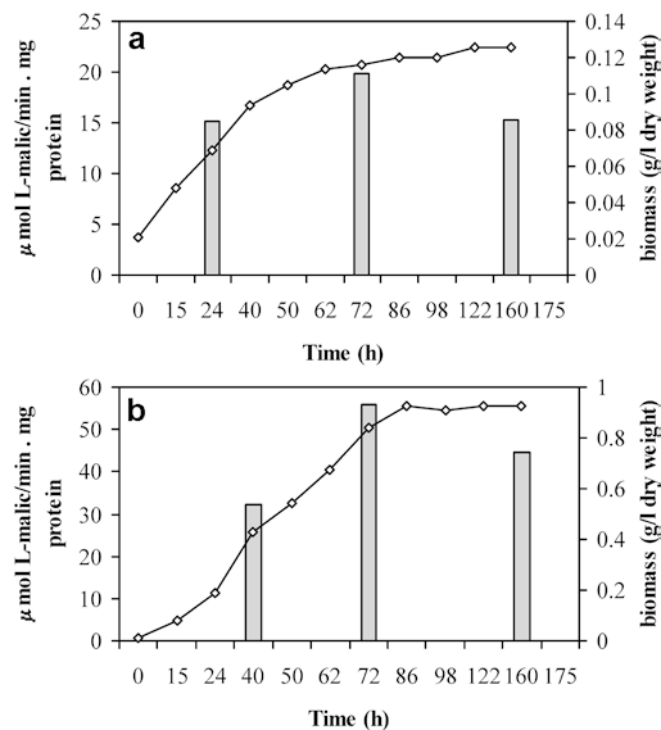 a
25
20
15
10
5
0
µmol L-malic/min . mg
protein
0.14
0.12
0.1
0.08
0.06
0.04
0.02
0
biomass (g/l dry weight)
0 15 24 40 50 62 72 86 98 122 160 175
Time (h)
b
60
50
40
30
20
10
0
µmol L-malic/min . mg
protein
1
0.8
0.6
0.4
0.2
0
biomass (g/l dry weight)
0 15 24 40 50 62 72 86 98 122 160 175
Time (h)